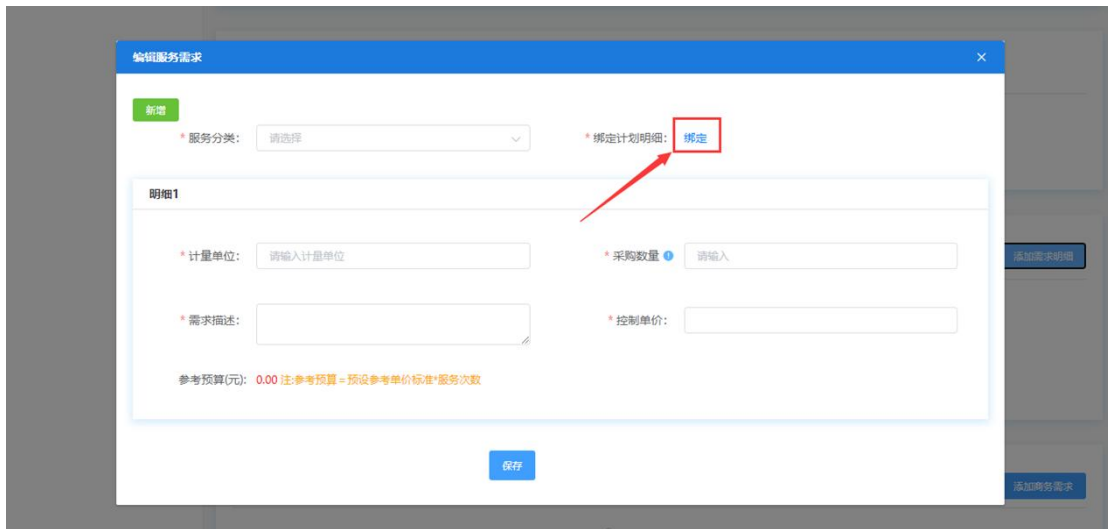 编辑服务需求
新增
* 服务分类： 请选择 * 绑定计划明细： 绑定
明细1
* 计量单位： 请输入计量单位 * 采购数量 请输入
添加需求明细
* 需求描述： * 控制单价：
参考预算(元): 0.00 注:参考预算=预设参考单价标准*服务次数
保存
添加商务需求